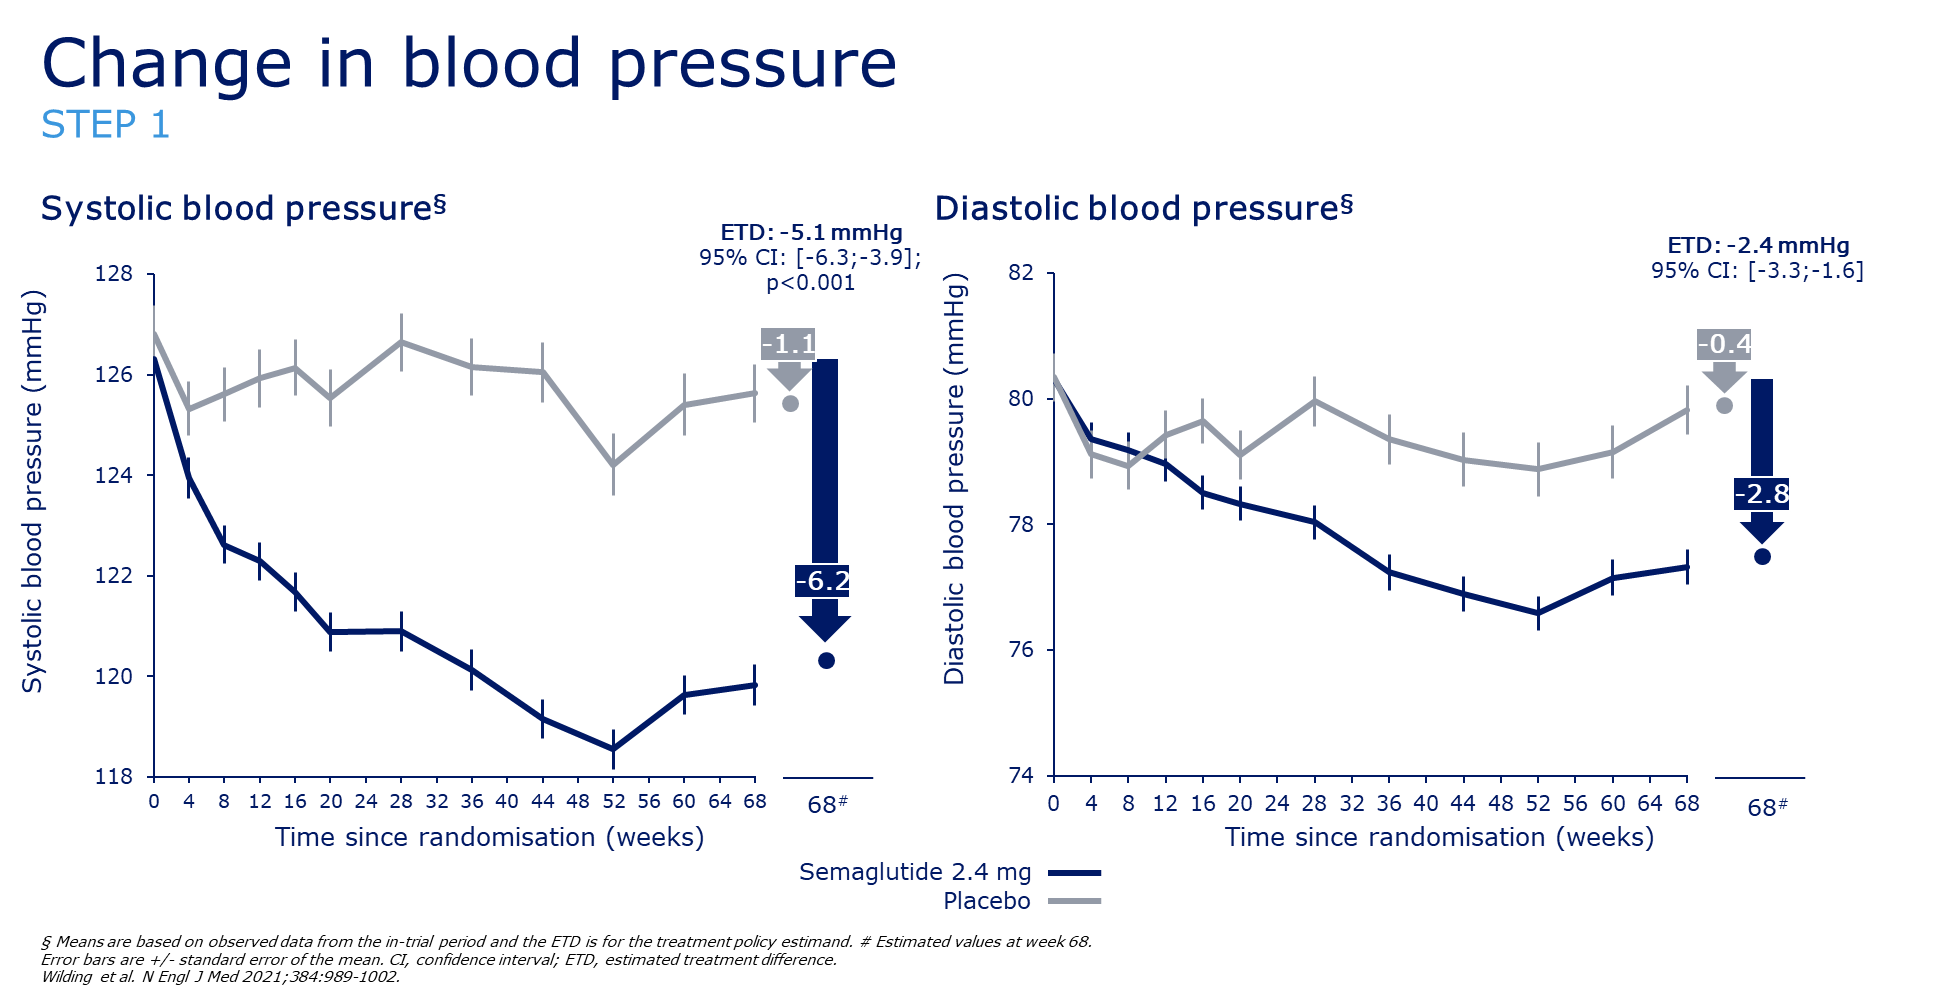 Change in blood pressure
STEP 1
Systolic blood pressure§
ETD: -5.1 mmHg
95% CI: [-6.3;-3.9];
p<0.001
Systolic blood pressure (mmHg)
128
126
124
122
120
118
-1.1
-6.2
0 4 8 12 16 20 24 28 32 36 40 44 48 52 56 60 64 68
68#
Time since randomisation (weeks)
Diastolic blood pressure§
ETD: -2.4 mmHg
95% CI: [-3.3;-1.6]
Diastolic blood pressure (mmHg)
82
80
78
76
74
-0.4
-2.8
0 4 8 12 16 20 24 28 32 36 40 44 48 52 56 60 64 68
68#
Time since randomisation (weeks)
Semaglutide 2.4 mg
Placebo
§ Means are based on observed data from the in-trial period and the ETD is for the treatment policy estimand. # Estimated values at week 68.
Error bars are +/- standard error of the mean. CI, confidence interval; ETD, estimated treatment difference.
Wilding et al. N Engl J Med 2021;384:989-1002.